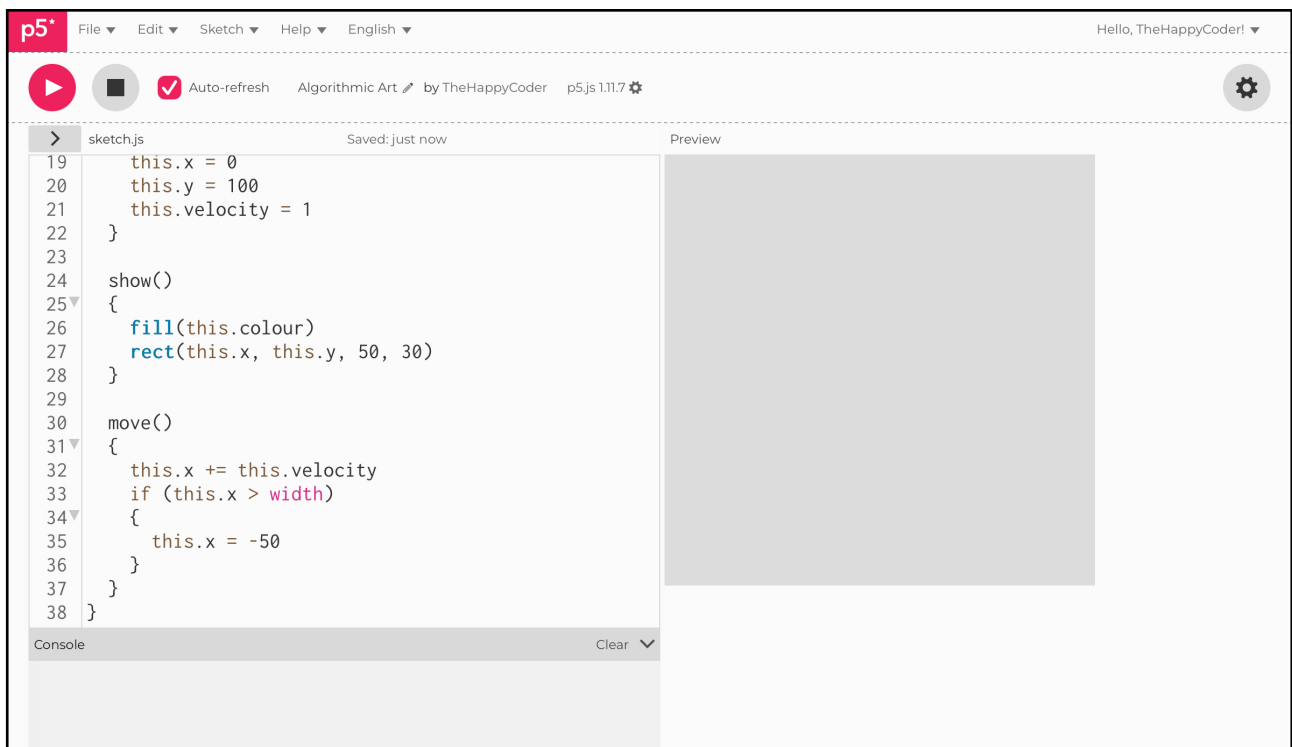 p5* File Edit Sketch Help English Hello, TheHappyCoder!
Auto-refresh Algorithmic Art by TheHappyCoder p5.js 1.11.7
sketch.js Saved: just now Preview
19     this.x = 0
20     this.y = 100
21     this.velocity = 1
22   }
23
24   show()
25   {
26     fill(this.colour)
27     rect(this.x, this.y, 50, 30)
28   }
29
30   move()
31   {
32     this.x += this.velocity
33     if (this.x > width)
34     {
35       this.x = -50
36     }
37   }
38 }
Console Clear